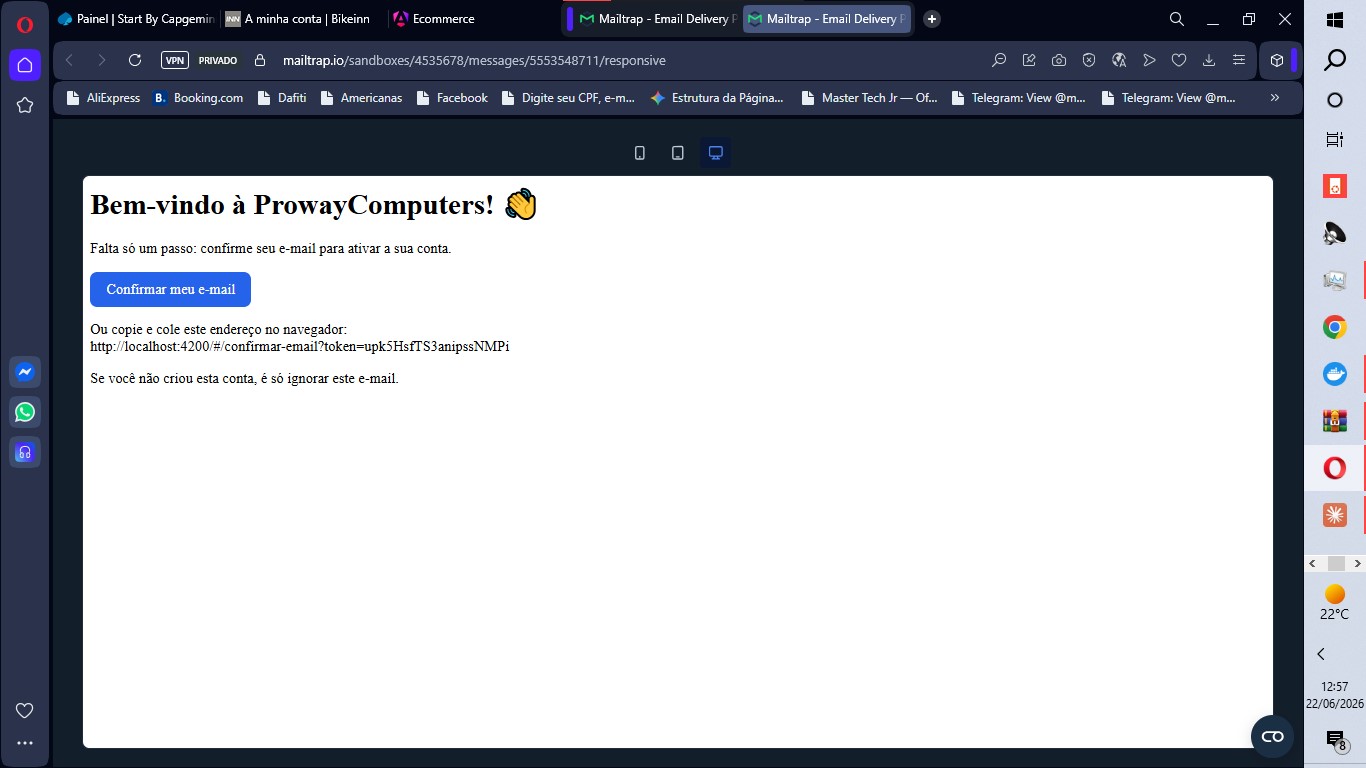 Painel | Start By Capgemin
INN
A minha conta | Bikeinn
Ecommerce
Mailtrap - Email Delivery P
Mailtrap - Email Delivery P
VPN
PRIVADO
mailtrap.io/sandboxes/4535678/messages/5553548711/responsive
AliExpress
B.
Booking.com
Dafiti
Americanas
Facebook
Digite seu CPF, e-m...
Estrutura da Página...
Master Tech Jr — Of...
Telegram: View @m...
Telegram: View @m...
»
Bem-vindo à ProwayComputers! 👋
Falta só um passo: confirme seu e-mail para ativar a sua conta.
Confirmar meu e-mail
Ou copie e cole este endereço no navegador:
http://localhost:4200/#/confirmar-email?token=upk5HsfTS3anipssNMPi
Se você não criou esta conta, é só ignorar este e-mail.
22°C
12:57
22/06/2026
8